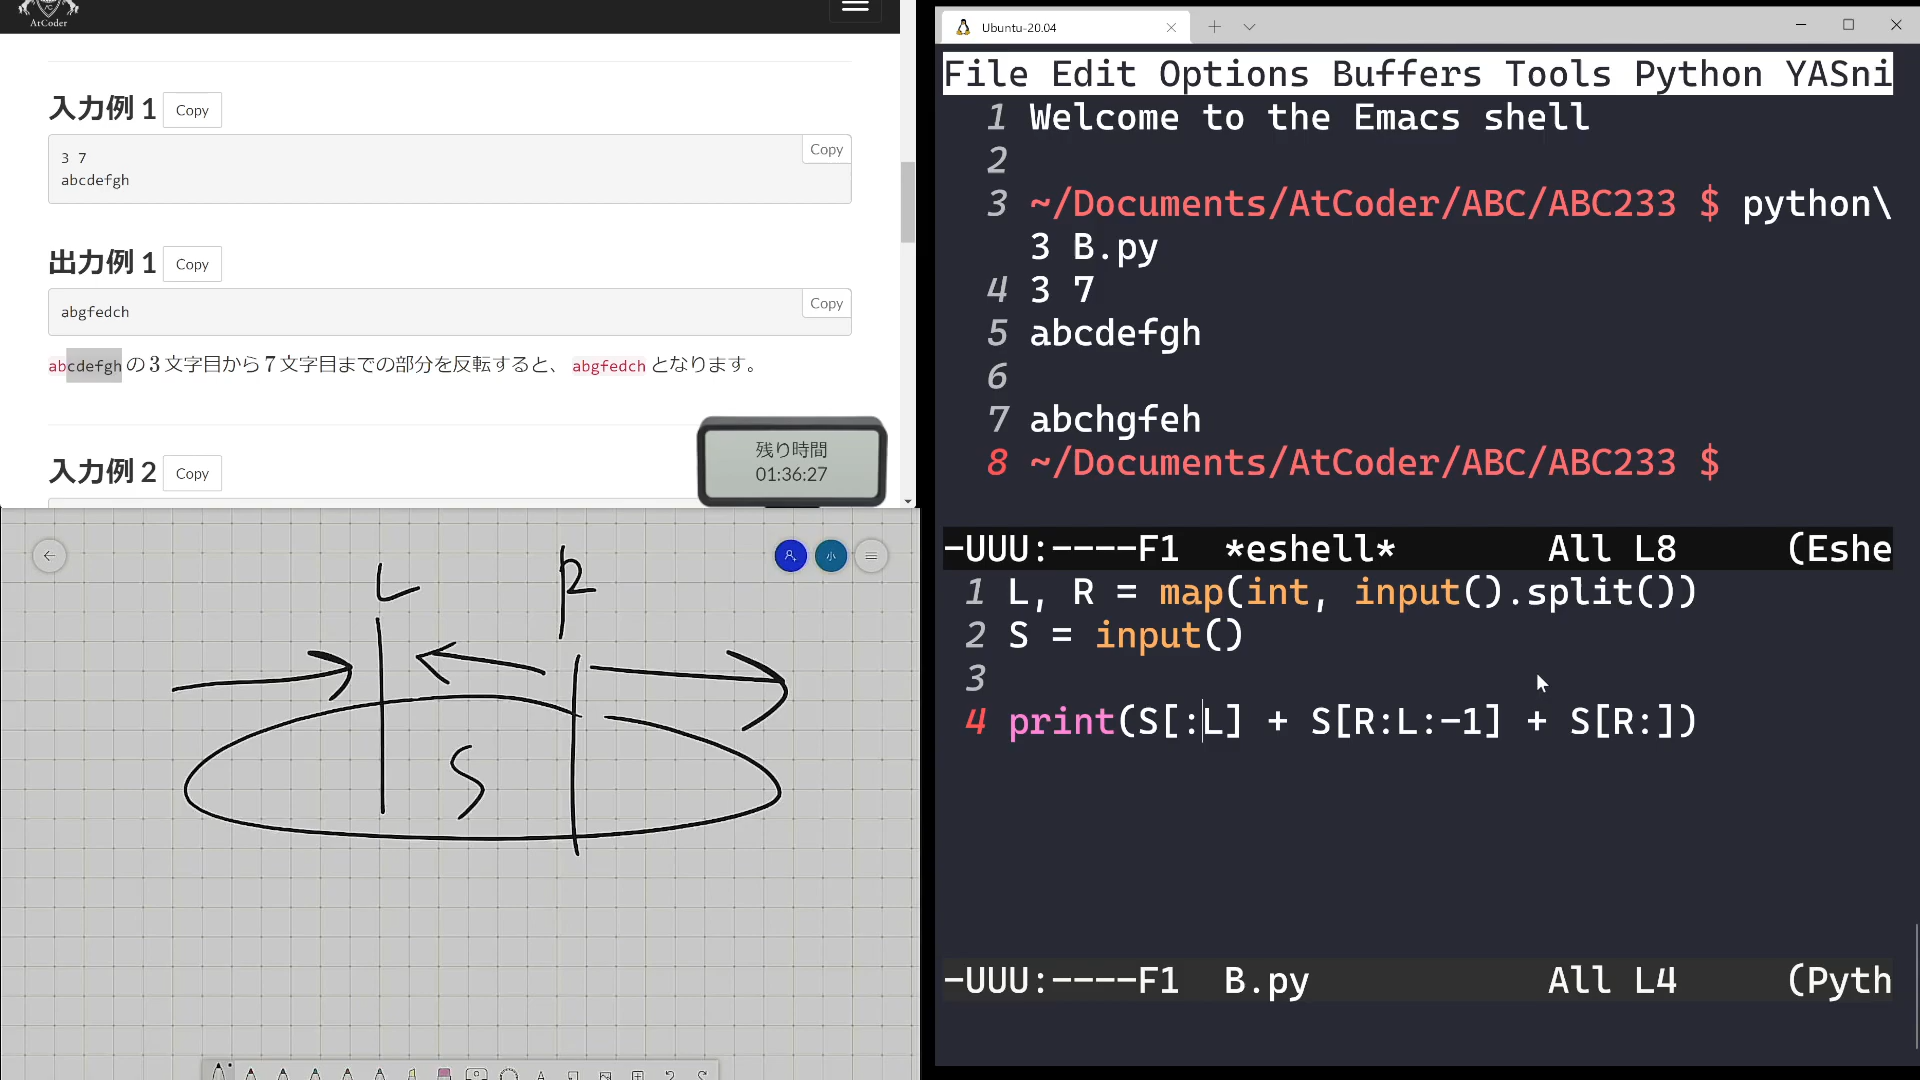 AtCoder
入力例 1 Copy
Copy
3 7
abcdefgh
出力例 1 Copy
Copy
abgfedch
abcdefgh の 3 文字目から 7 文字目までの部分を反転すると、 abgfedch となります。
残り時間
01:36:27
入力例 2 Copy
L R
S
小
Ubuntu-20.04
File Edit Options Buffers Tools Python YASni
1 Welcome to the Emacs shell
2
3 ~/Documents/AtCoder/ABC/ABC233 $ python\
3 B.py
4 3 7
5 abcdefgh
6
7 abchgfeh
8 ~/Documents/AtCoder/ABC/ABC233 $
-UUU:----F1 *eshell* All L8 (Eshe
1 L, R = map(int, input().split())
2 S = input()
3
4 print(S[:L] + S[R:L:-1] + S[R:])
-UUU:----F1 B.py All L4 (Pyth